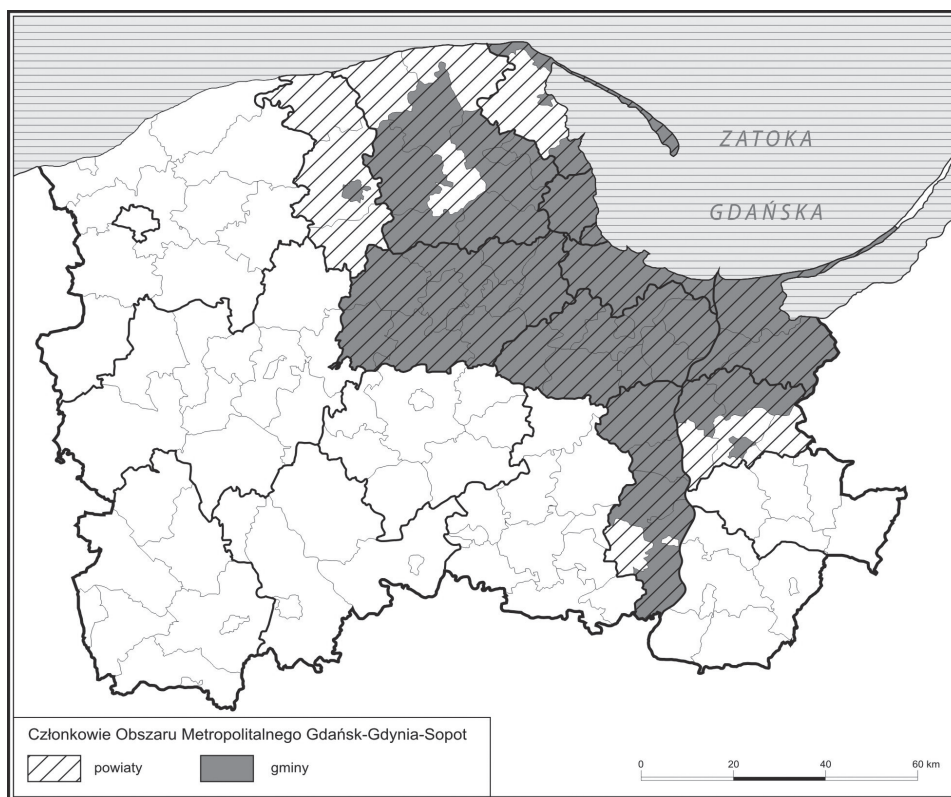 ZATOKA
GDAŃSKA
Członkowie Obszaru Metropolitalnego Gdańsk-Gdynia-Sopot
powiaty
gminy
0 20 40 60 km